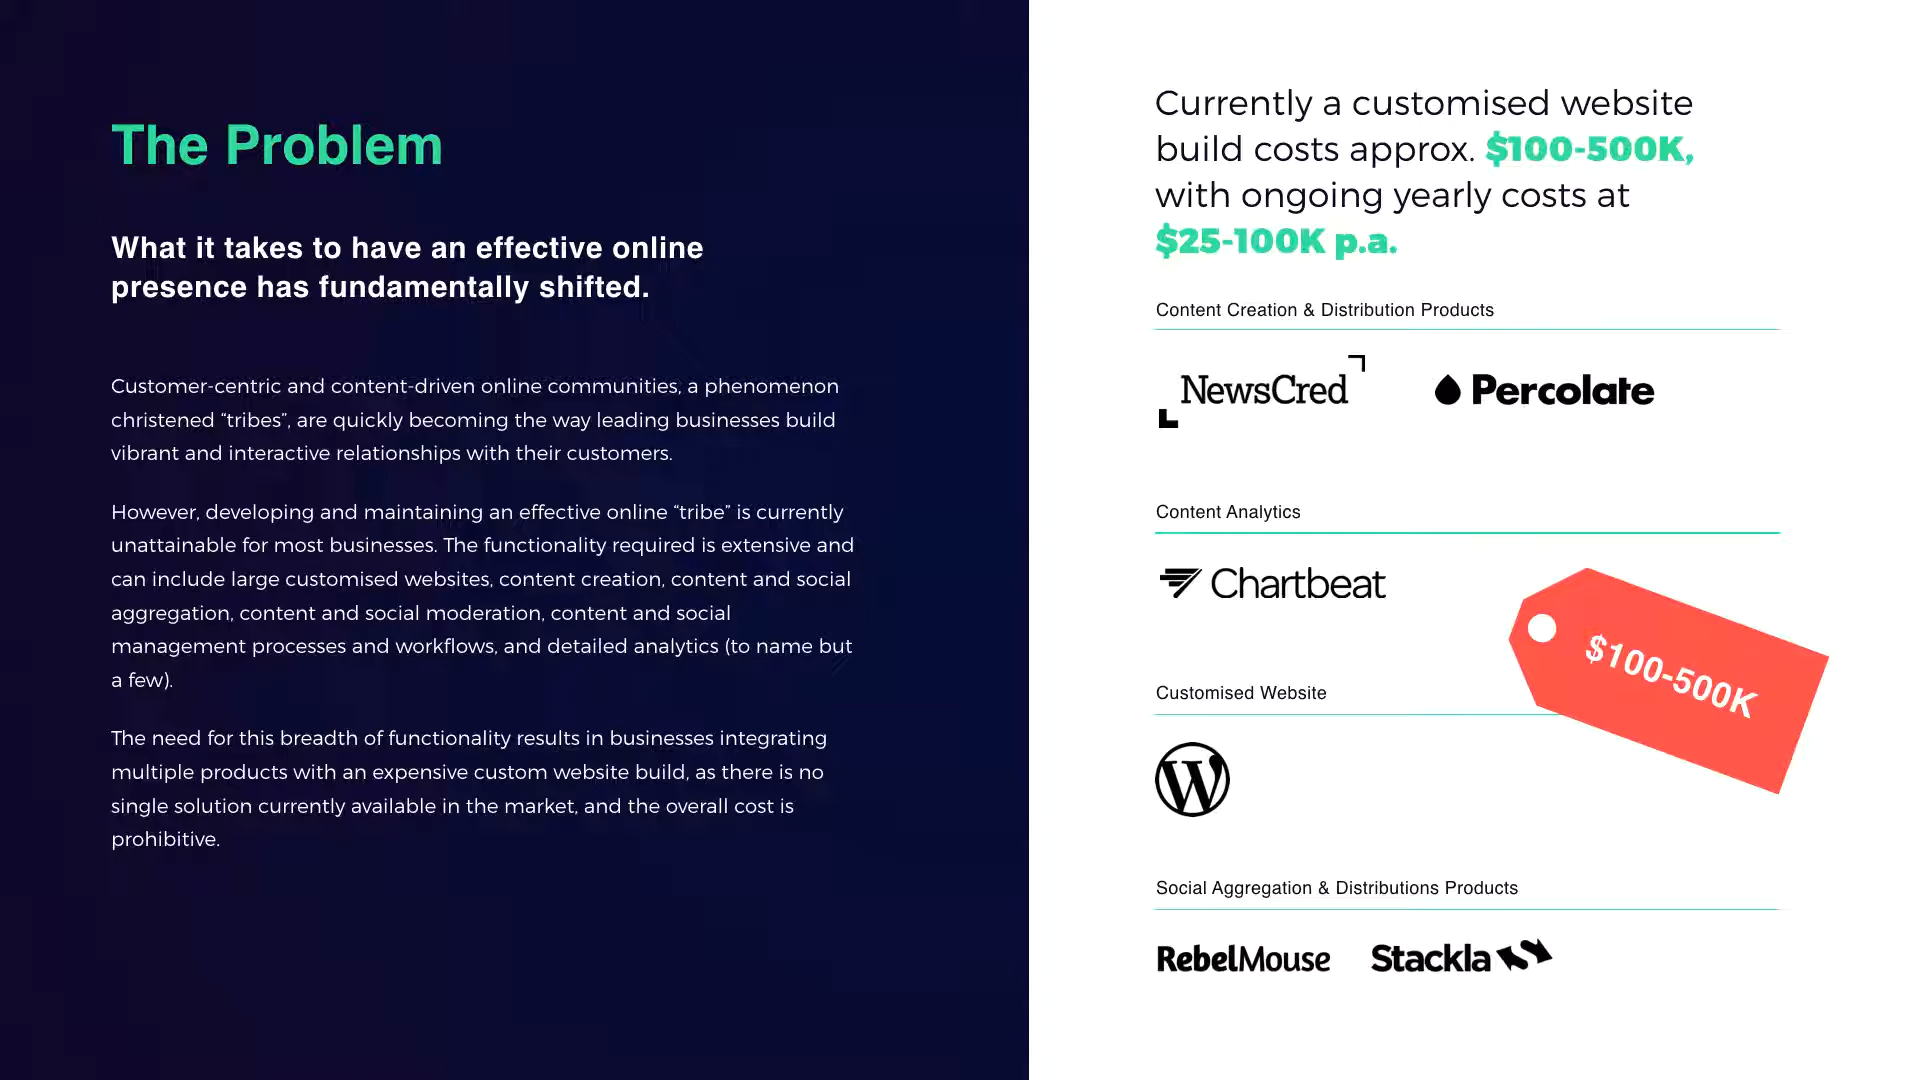 The Problem
What it takes to have an effective online
presence has fundamentally shifted.
Customer-centric and content-driven online communities, a phenomenon
christened “tribes”, are quickly becoming the way leading businesses build
vibrant and interactive relationships with their customers.
However, developing and maintaining an effective online “tribe” is currently
unattainable for most businesses. The functionality required is extensive and
can include large customised websites, content creation, content and social
aggregation, content and social moderation, content and social
management processes and workflows, and detailed analytics (to name but
a few).
The need for this breadth of functionality results in businesses integrating
multiple products with an expensive custom website build, as there is no
single solution currently available in the market, and the overall cost is
prohibitive.
Currently a customised website
build costs approx. $100-500K,
with ongoing yearly costs at
$25-100K p.a.
Content Creation & Distribution Products
NewsCred
Percolate
Content Analytics
Chartbeat
$100-500K
Customised Website
W
Social Aggregation & Distributions Products
RebelMouse
Stackla